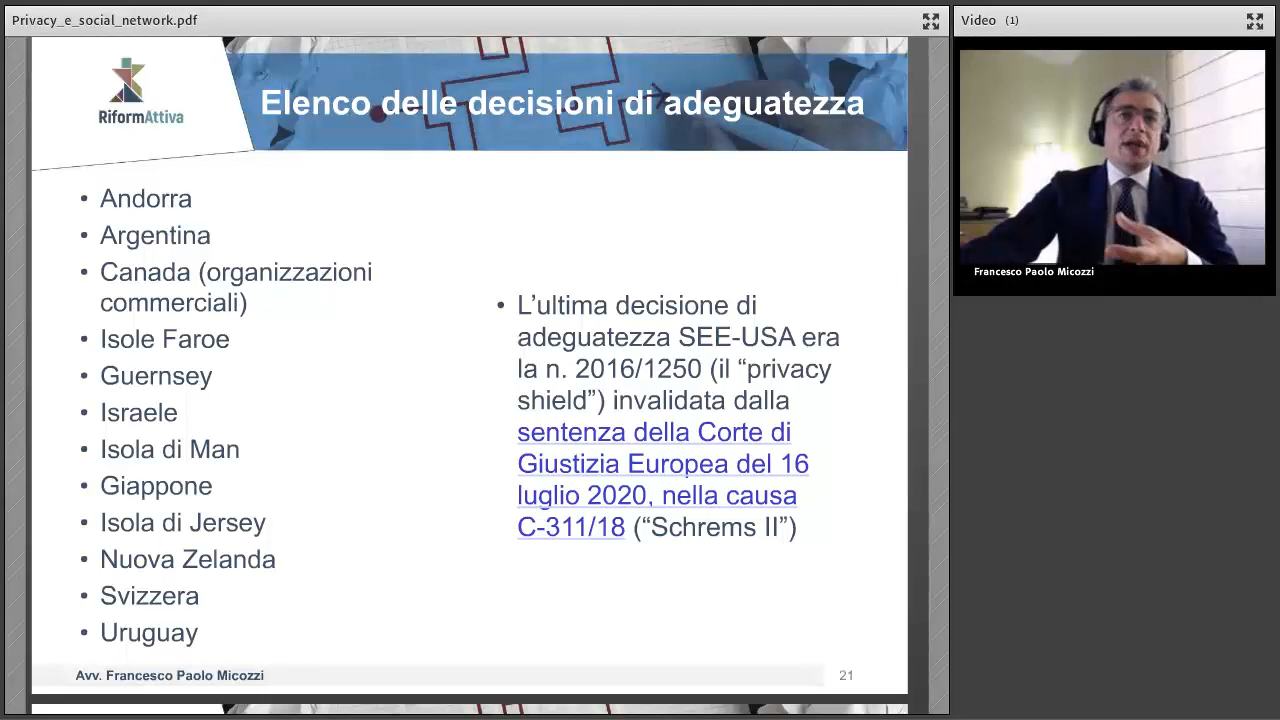 Privacy_e_social_network.pdf
Video (1)
RiformAttiva
Elenco delle decisioni di adeguatezza
• Andorra
• Argentina
• Canada (organizzazioni
commerciali)
• Isole Faroe
• Guernsey
• Israele
• Isola di Man
• Giappone
• Isola di Jersey
• Nuova Zelanda
• Svizzera
• Uruguay
• L’ultima decisione di
adeguatezza SEE-USA era
la n. 2016/1250 (il “privacy
shield”) invalidata dalla
sentenza della Corte di
Giustizia Europea del 16
luglio 2020, nella causa
C-311/18 (“Schrems II”)
Avv. Francesco Paolo Micozzi
21
Francesco Paolo Micozzi